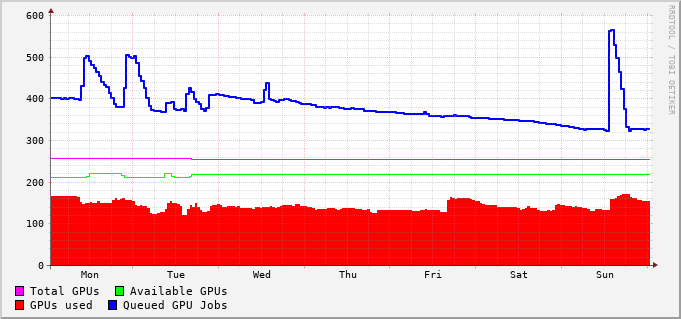 600
500
400
300
200
100
0
Mon Tue Wed Thu Fri Sat Sun
Total GPUs Available GPUs
GPUs used Queued GPU Jobs
RRDTOOL / TOBI OETIKER